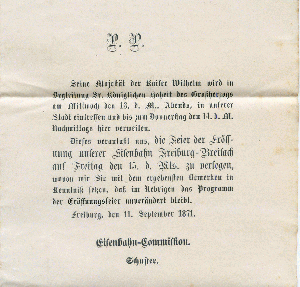 P. P.
Seine Majestät der Kaiser Wilhelm wird in
Begleitung Sr. Königlichen Hoheit des Großherzogs
am Mittwoch den 13. d. M., Abends, in unserer
Stadt eintreffen und bis zum Donnerstag den 14. d. M.
Nachmittags hier verweilen.
Dieses veranlaßt uns, die Feier der Eröff-
nung unserer Eisenbahn Freiburg-Breisach
auf Freitag den 15. d. Mts. zu verlegen,
wovon wir Sie mit dem ergebensten Bemerken in
Kenntniß setzen, daß im Uebrigen das Programm
der Eröffnungsfeier unverändert bleibt.
Freiburg, den 11. September 1871.
Eisenbahn-Commission.
Schuster.